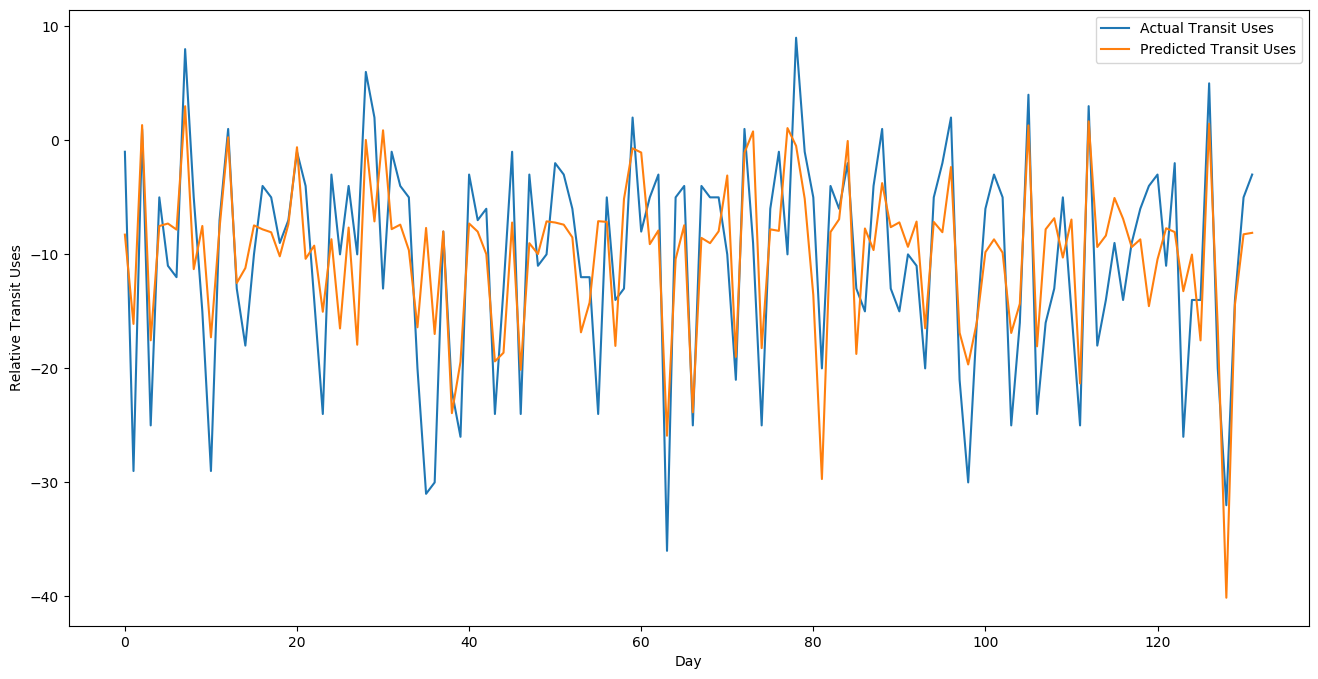 Actual Transit Uses
Predicted Transit Uses
Relative Transit Uses
10
0
−10
−20
−30
−40
0 20 40 60 80 100 120
Day